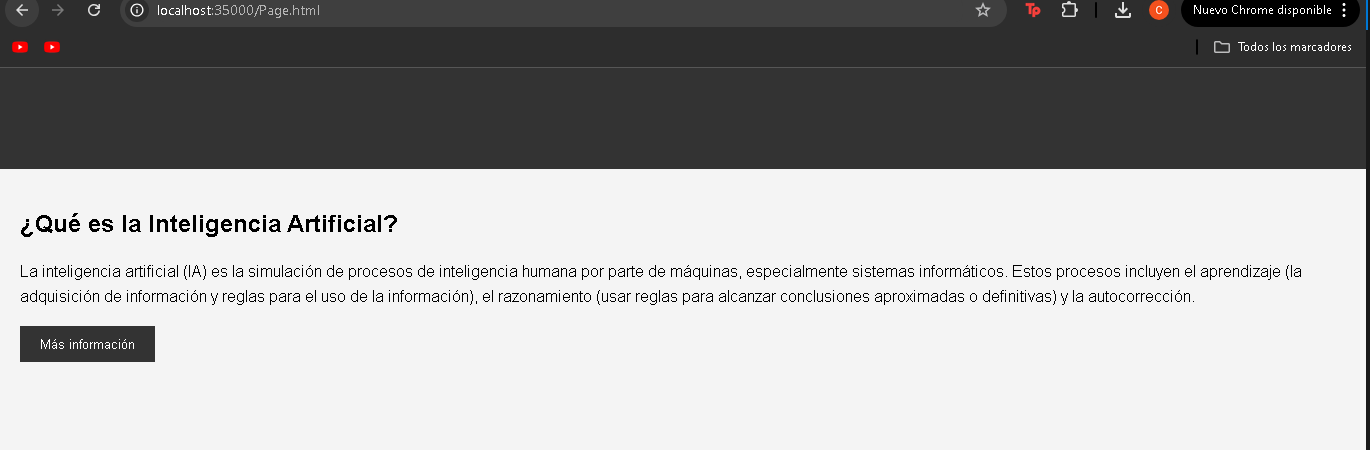 localhost:35000/Page.html
Tp
C
Nuevo Chrome disponible
Todos los marcadores
¿Qué es la Inteligencia Artificial?
La inteligencia artificial (IA) es la simulación de procesos de inteligencia humana por parte de máquinas, especialmente sistemas informáticos. Estos procesos incluyen el aprendizaje (la
adquisición de información y reglas para el uso de la información), el razonamiento (usar reglas para alcanzar conclusiones aproximadas o definitivas) y la autocorrección.
Más información